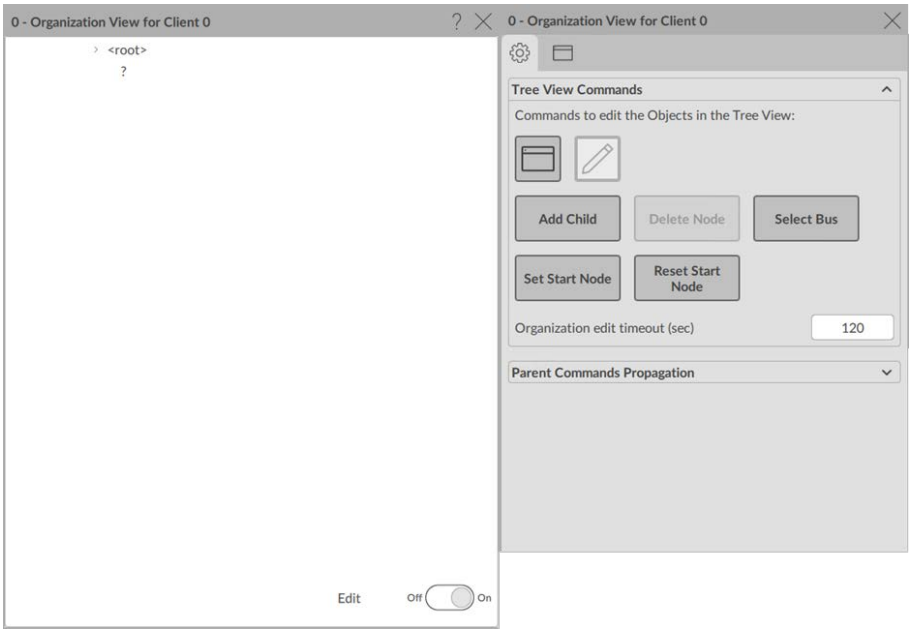 0 - Organization View for Client 0
?
<root>
?
Edit
Off
On
0 - Organization View for Client 0
Tree View Commands
Commands to edit the Objects in the Tree View:
Add Child
Delete Node
Select Bus
Set Start Node
Reset Start
Node
Organization edit timeout (sec)
120
Parent Commands Propagation